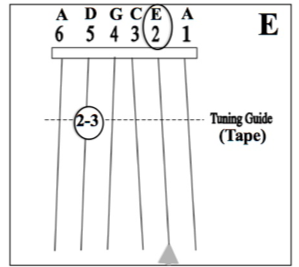 A D G C E A E
6 5 4 3 2 1
2-3 Tuning Guide
(Tape)